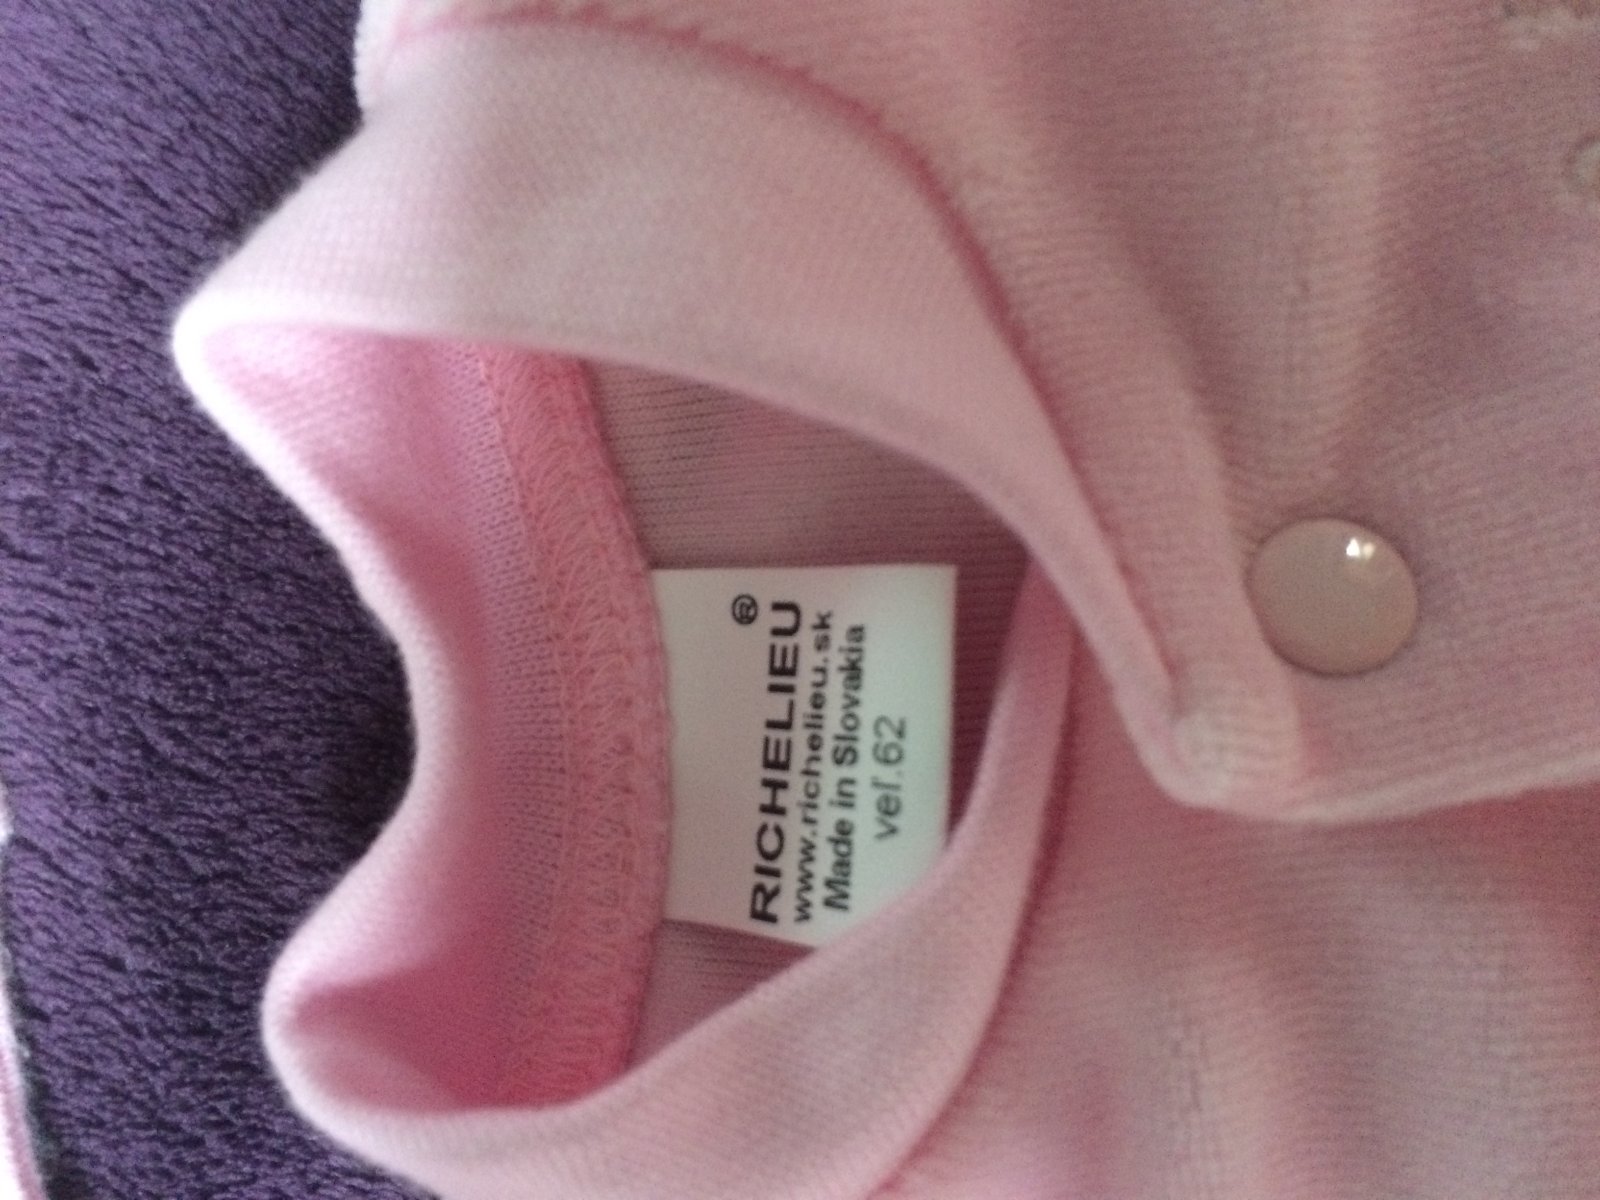 RICHELIEU®
www.richelieu.sk
Made in Slovakia
veľ.62